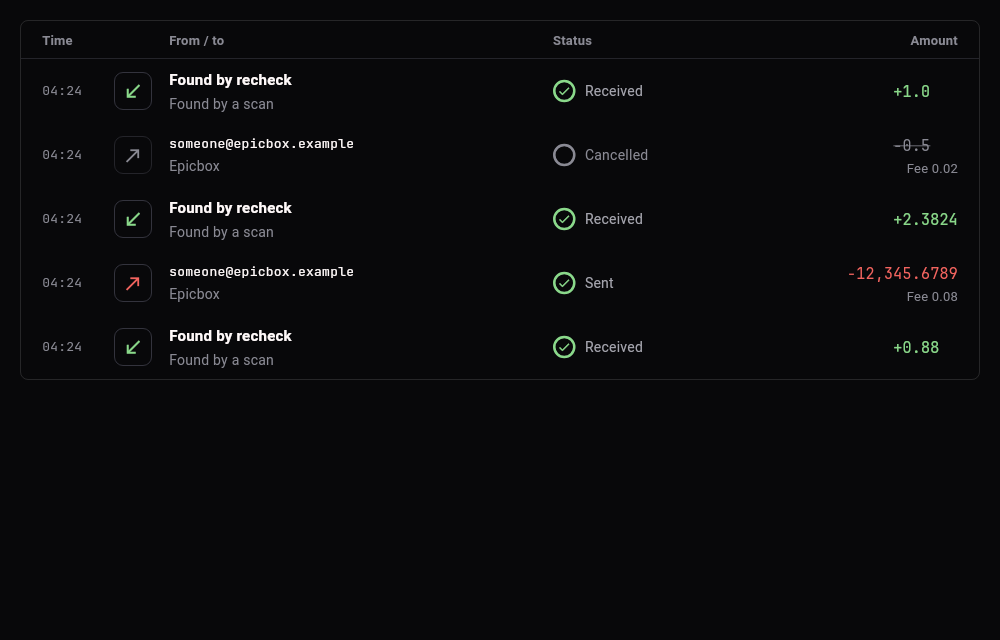 Time From / to Status Amount
Found by recheck
04:24 Received +1.0
Found by a scan
someone@epicbox.example -0.5
04:24 Cancelled
Epicbox Fee 0.02
Found by recheck
04:24 Received +2.3824
Found by a scan
someone@epicbox.example -12,345.6789
04:24 Sent
Epicbox Fee 0.08
Found by recheck
04:24 Received +0.88
Found by a scan